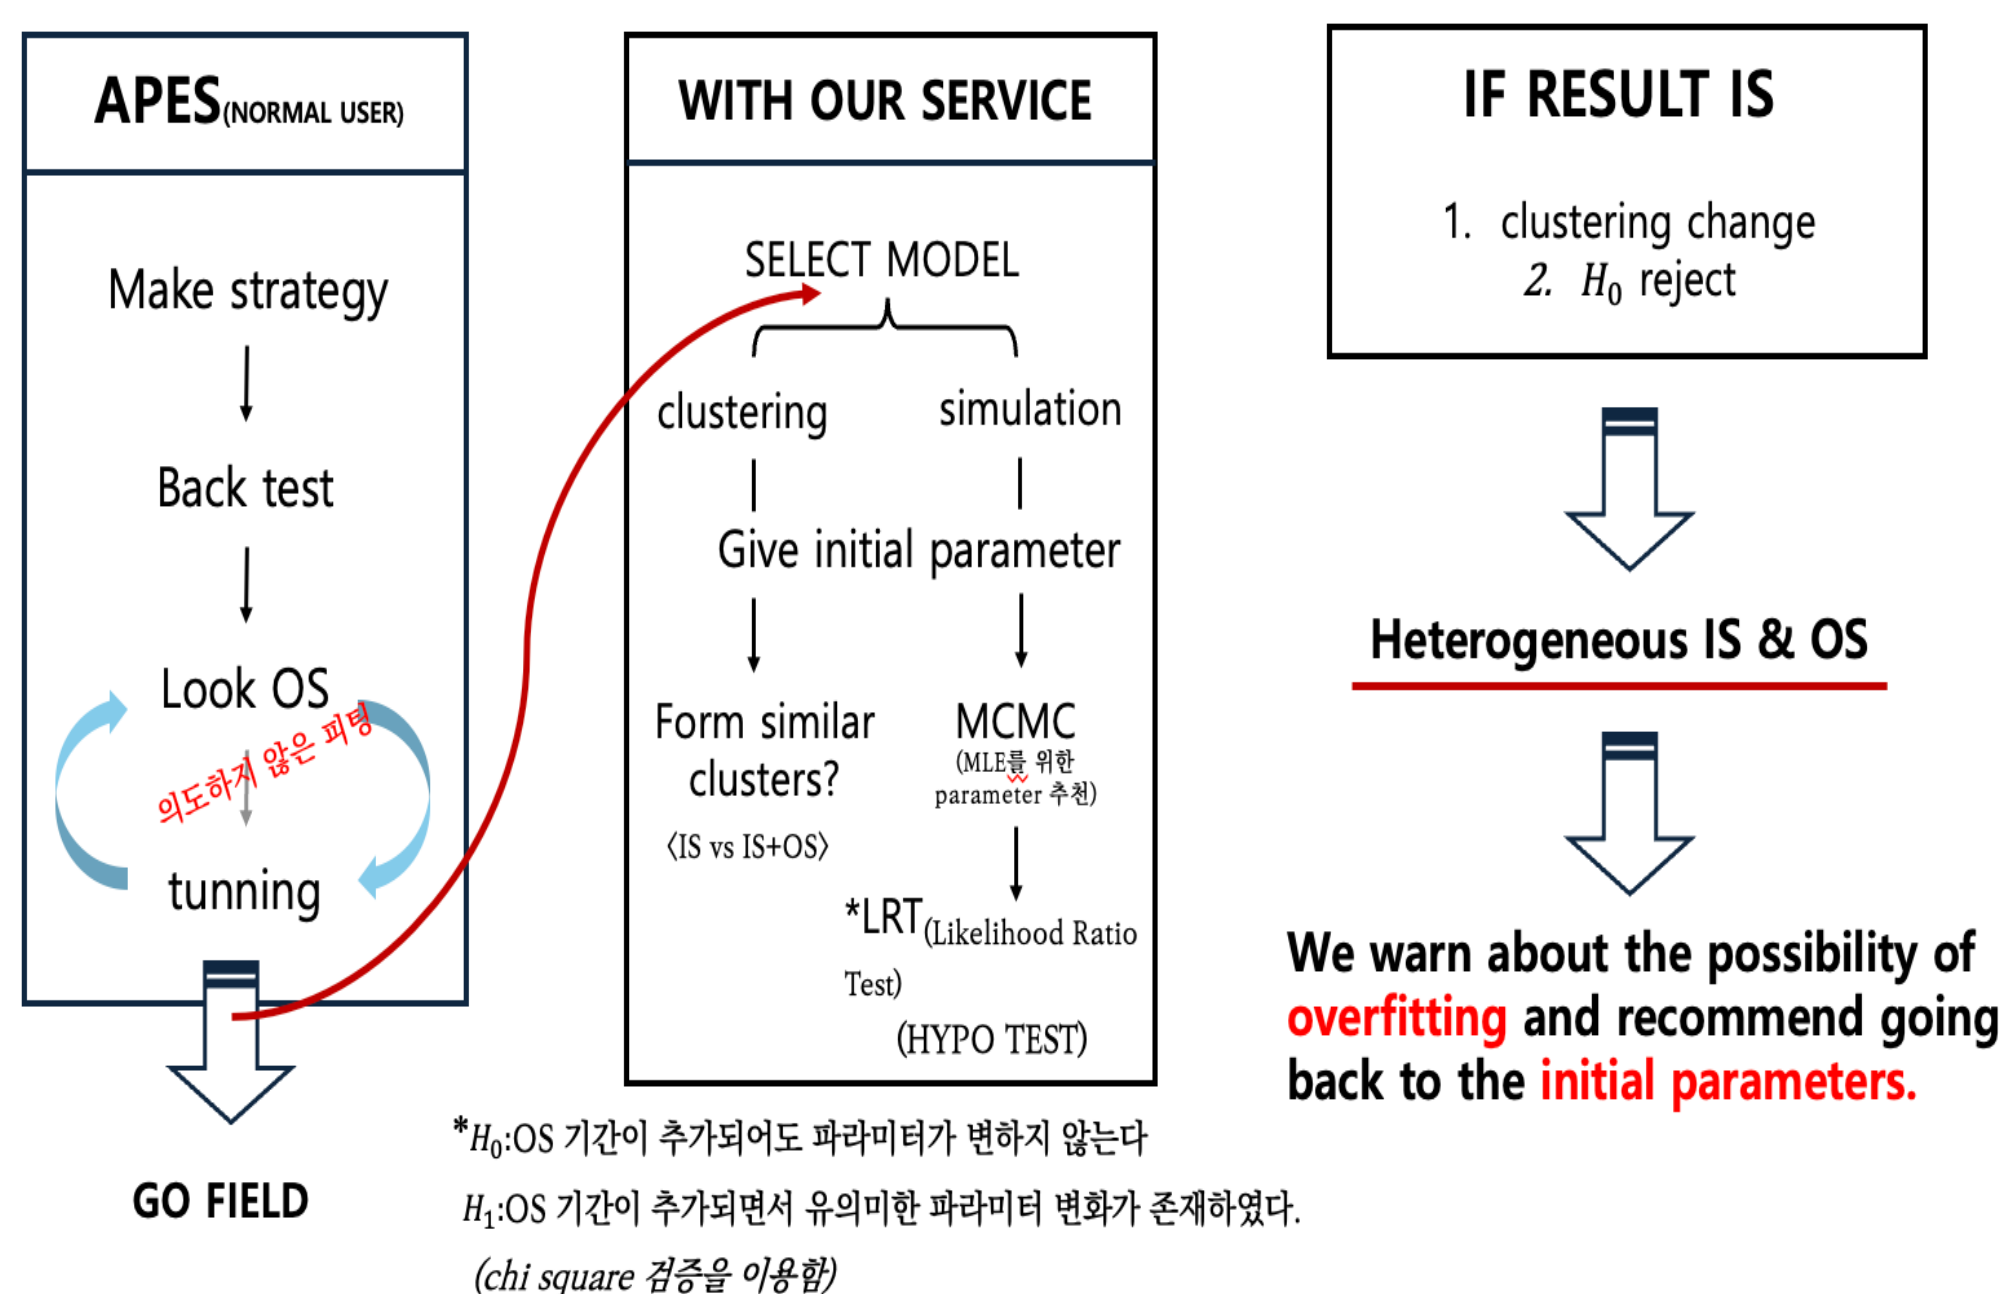 APES(NORMAL USER)
Make strategy
Back test
Look OS
의도하지 않은 피팅
tunning
GO FIELD
WITH OUR SERVICE
SELECT MODEL
clustering
simulation
Give initial parameter
Form similar
clusters?
〈IS vs IS+OS〉
MCMC
(MLE를 위한
parameter 추천)
*LRT(Likelihood Ratio
Test)
(HYPO TEST)
*H₀:OS 기간이 추가되어도 파라미터가 변하지 않는다
H₁:OS 기간이 추가되면서 유의미한 파라미터 변화가 존재하였다.
(chi square 검증을 이용함)
IF RESULT IS
1. clustering change
2. H₀ reject
Heterogeneous IS & OS
We warn about the possibility of
overfitting and recommend going
back to the initial parameters.